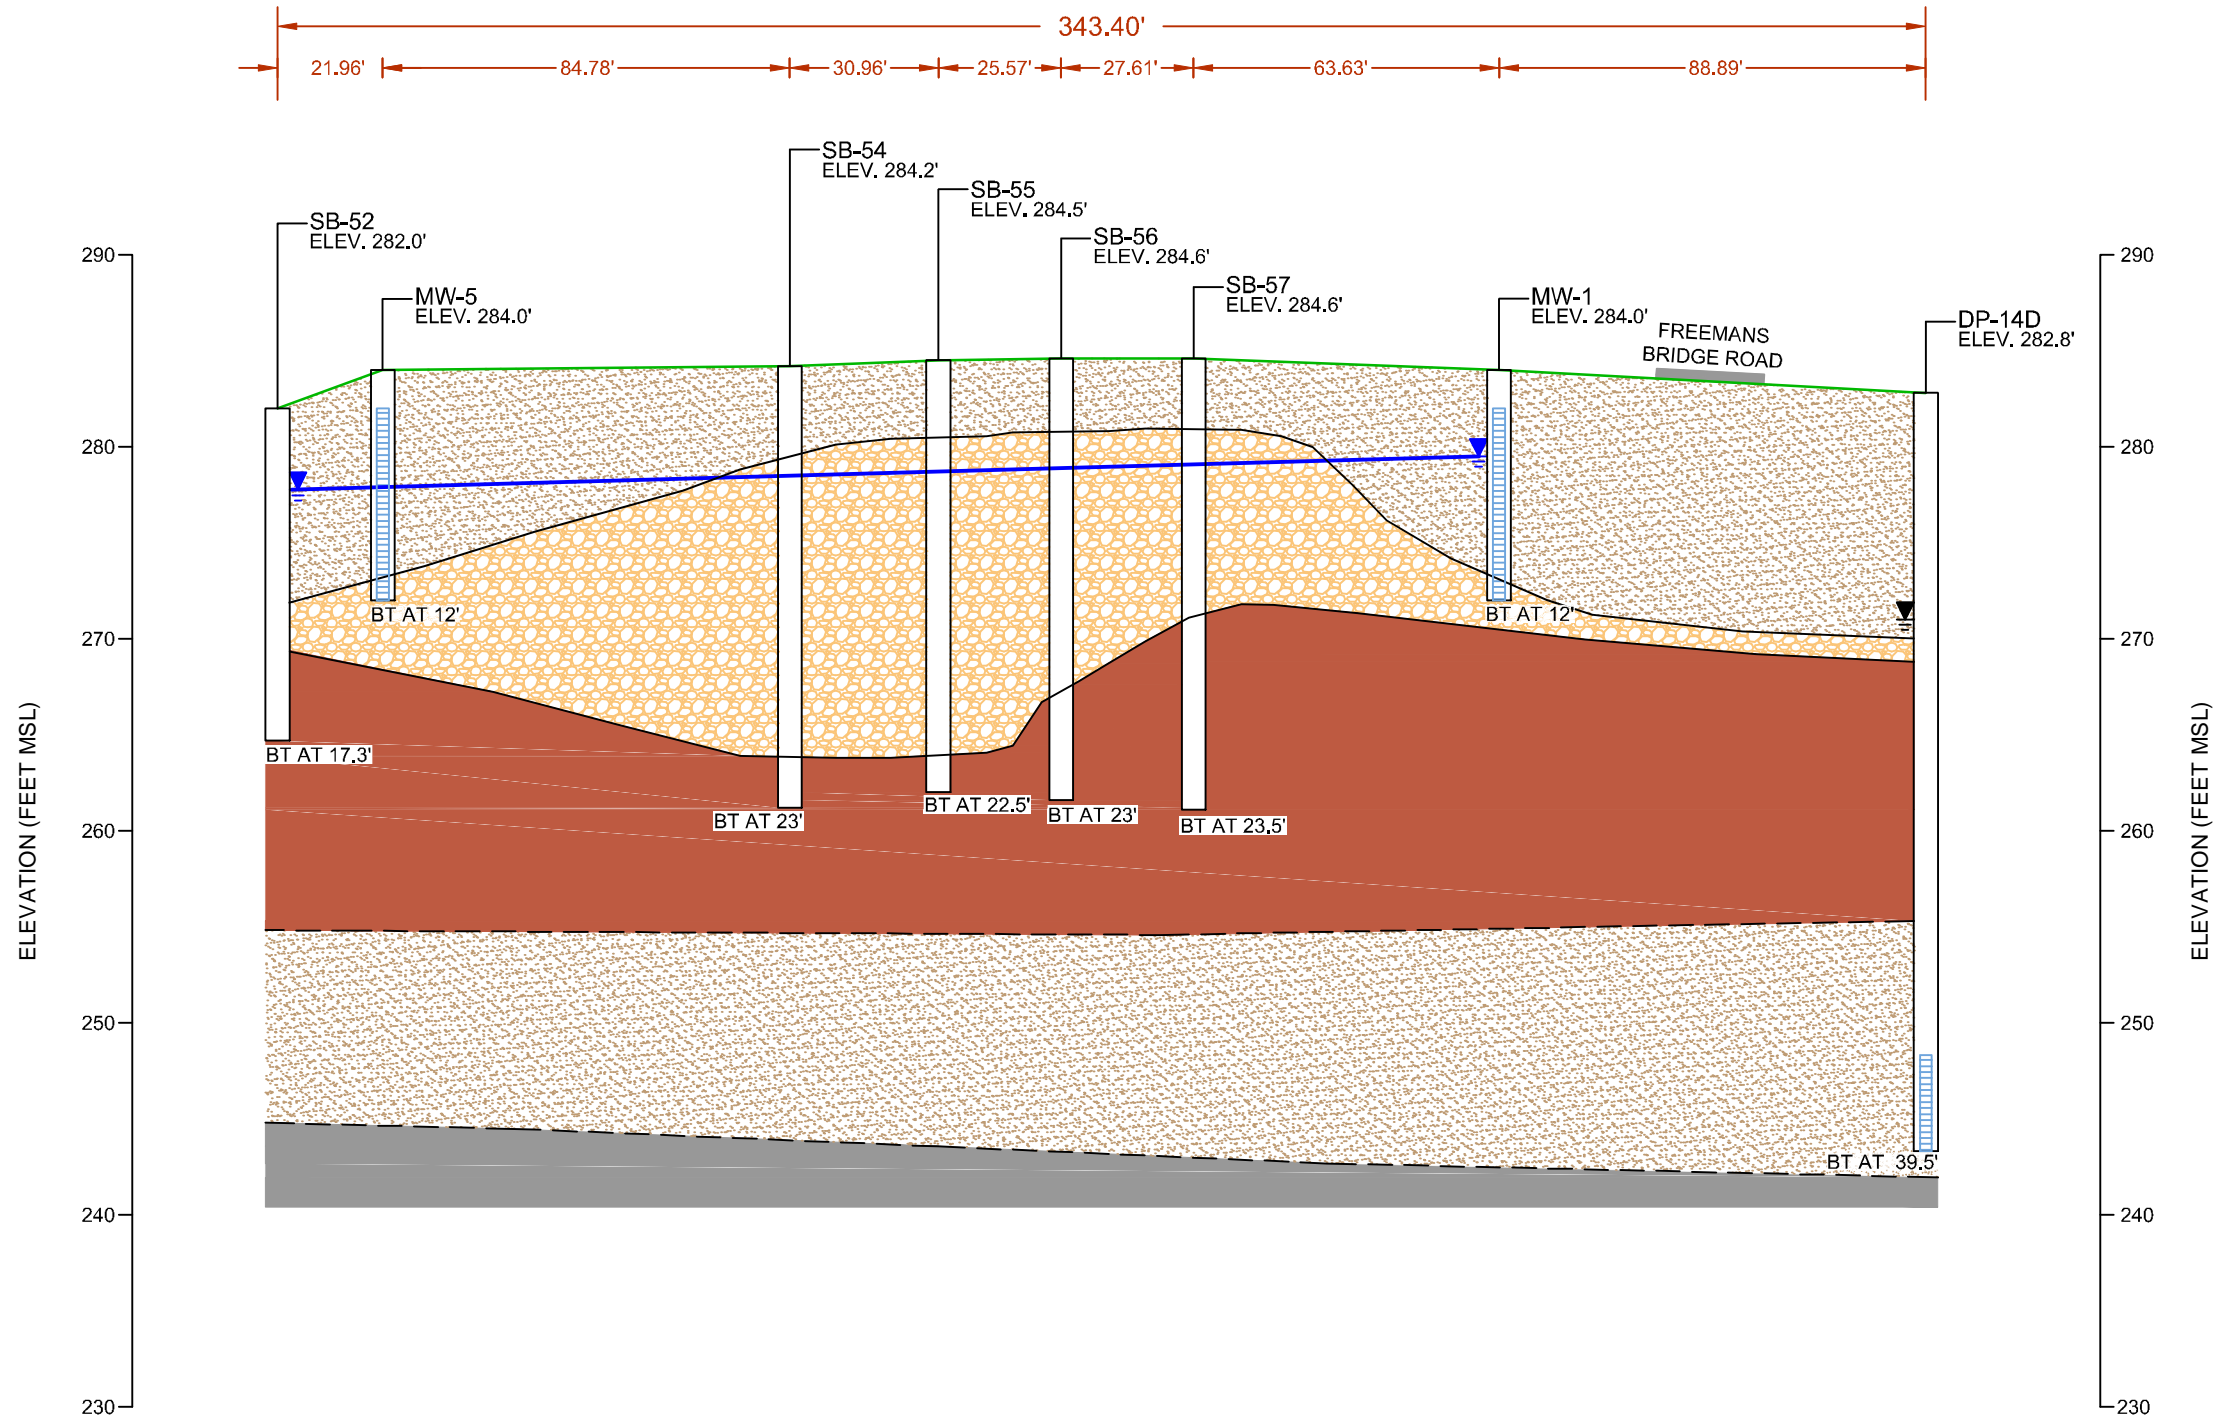 343.40'
21.96'
84.78'
30.96'
25.57'
27.61'
63.63'
88.89'
SB-54
ELEV. 284.2'
SB-55
ELEV. 284.5'
SB-52
ELEV. 282.0'
SB-56
ELEV. 284.6'
SB-57
ELEV. 284.6'
MW-5
ELEV. 284.0'
MW-1
ELEV. 284.0'
DP-14D
ELEV. 282.8'
FREEMANS
BRIDGE ROAD
290
280
270
260
250
240
230
ELEVATION (FEET MSL)
290
280
270
260
250
240
230
ELEVATION (FEET MSL)
BT AT 12'
BT AT 12'
BT AT 17.3'
BT AT 23'
BT AT 22.5'
BT AT 23'
BT AT 23.5'
BT AT 39.5'